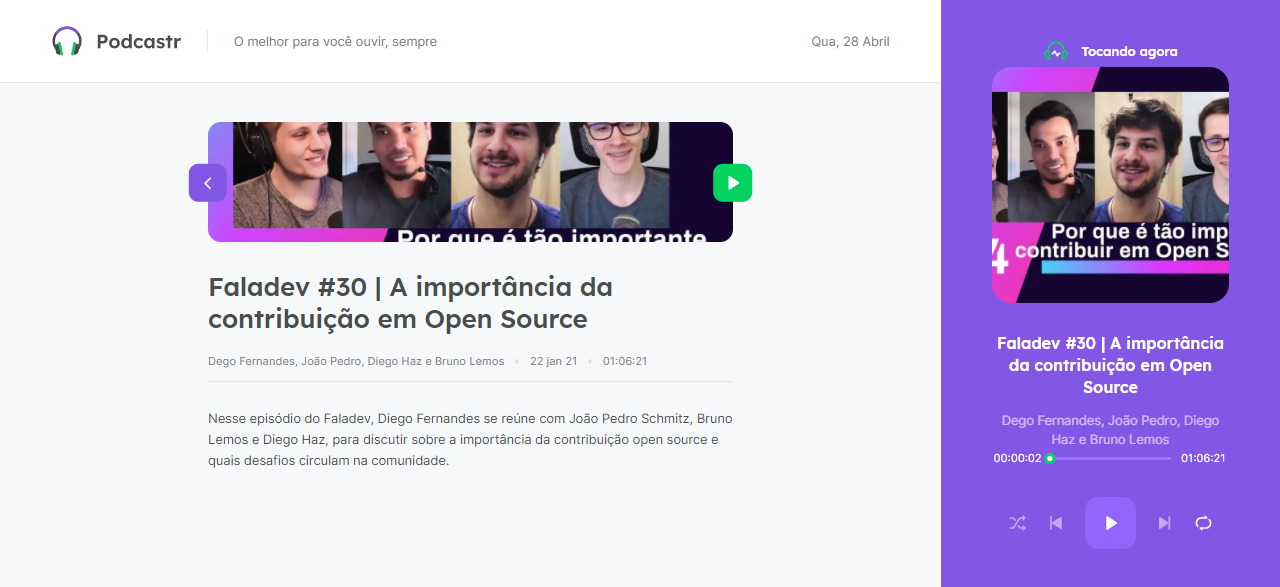 Podcastr
O melhor para você ouvir, sempre
Qua, 28 Abril
Por que é tão importante
Faladev #30 | A importância da
contribuição em Open Source
Dego Fernandes, João Pedro, Diego Haz e Bruno Lemos • 22 jan 21 • 01:06:21
Nesse episódio do Faladev, Diego Fernandes se reúne com João Pedro Schmitz, Bruno
Lemos e Diego Haz, para discutir sobre a importância da contribuição open source e
quais desafios circulam na comunidade.
Tocando agora
Por que é tão imp
4 contribuir em Open S
Faladev #30 | A importância
da contribuição em Open
Source
Dego Fernandes, João Pedro, Diego
Haz e Bruno Lemos
00:00:02 01:06:21